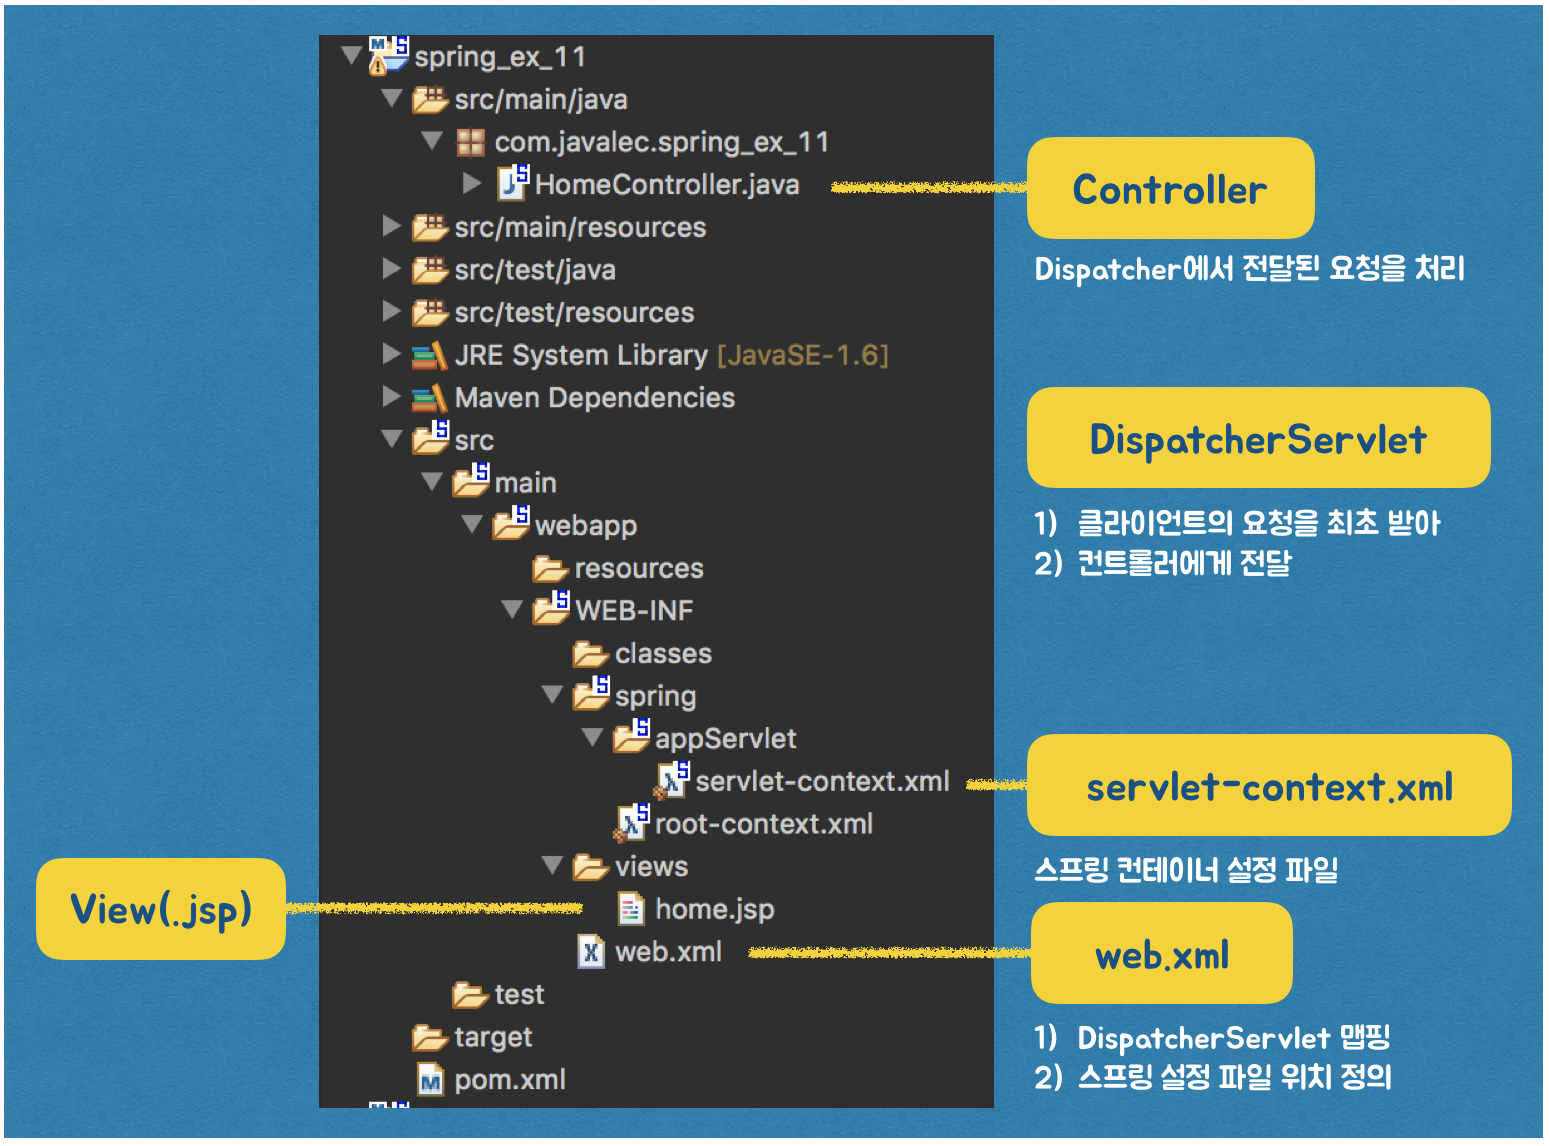 spring_ex_11
src/main/java
com.javalec.spring_ex_11
HomeController.java
Controller
Dispatcher에서 전달된 요청을 처리
src/main/resources
src/test/java
src/test/resources
JRE System Library [JavaSE-1.6]
Maven Dependencies
src
DispatcherServlet
main
webapp
1) 클라이언트의 요청을 최초 받아
2) 컨트롤러에게 전달
resources
WEB-INF
classes
spring
appServlet
servlet-context.xml
servlet-context.xml
root-context.xml
스프링 컨테이너 설정 파일
views
View(.jsp)
home.jsp
web.xml
web.xml
test
target
1) DispatcherServlet 맵핑
2) 스프링 설정 파일 위치 정의
pom.xml